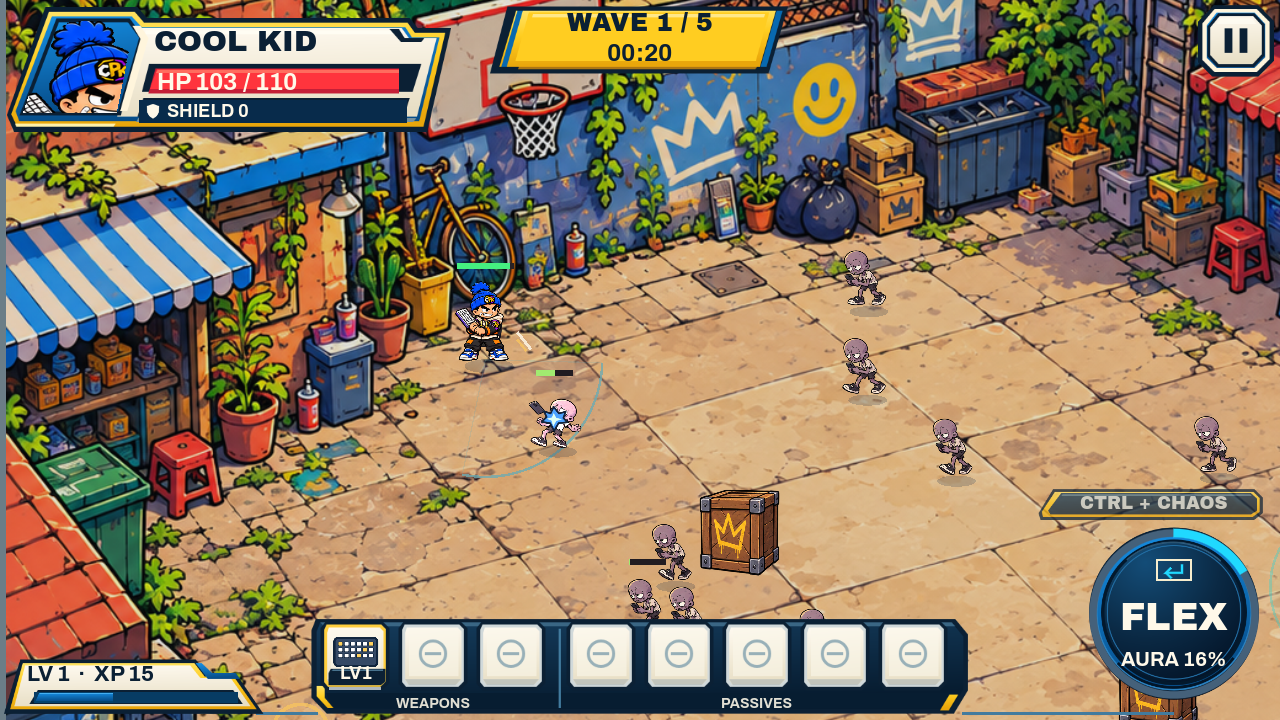 COOL KID
HP 103 / 110
SHIELD 0
WAVE 1 / 5
00:20
CTRL + CHAOS
FLEX
AURA 16%
LV 1 · XP 15
LV1
WEAPONS
PASSIVES